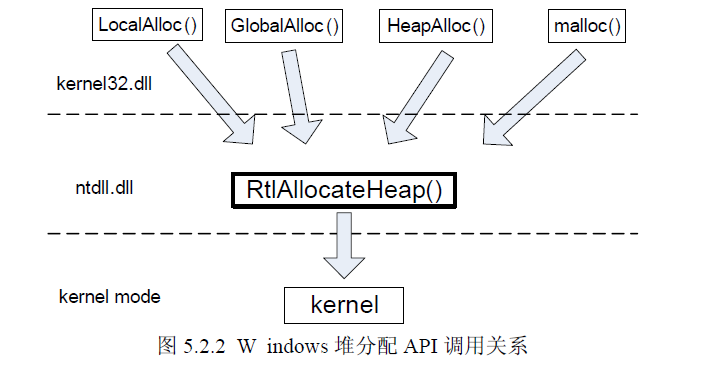 LocalAlloc() GlobalAlloc() HeapAlloc() malloc()
kernel32.dll
ntdll.dll RtlAllocateHeap()
kernel mode kernel
图 5.2.2 W indows 堆分配 API 调用关系